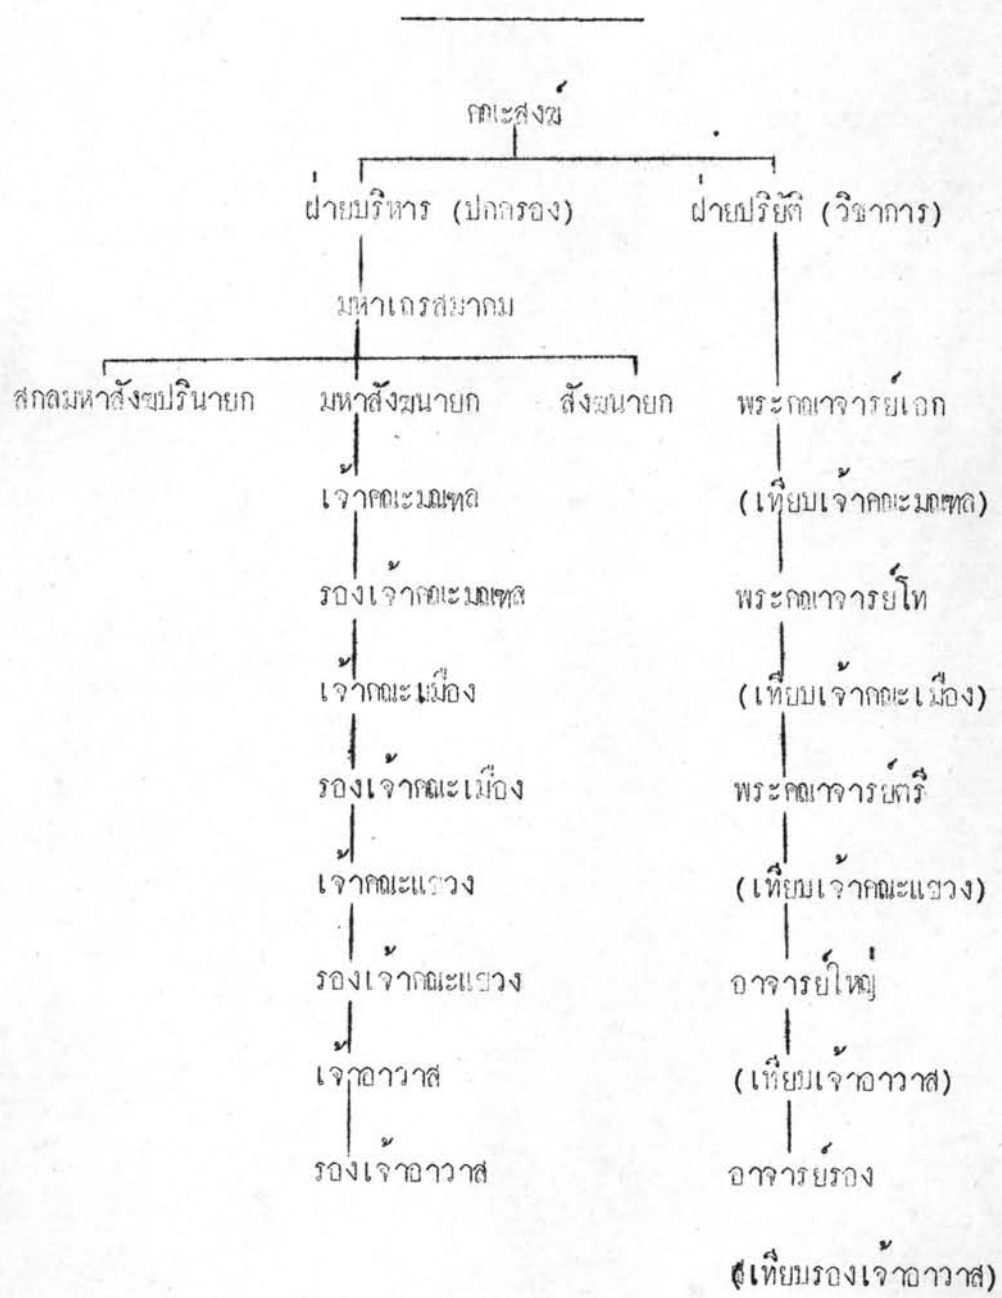 คณะสงฆ์
ฝ่ายบริหาร (ปกครอง) ฝ่ายปริยัติ (วิชาการ)
มหาเถรสมาคม
สกลมหาสังฆปรินายก มหาสังฆนายก สังฆนายก พระคณาจารย์เอก
เจ้าคณะมณฑล (เทียบเจ้าคณะมณฑล)
รองเจ้าคณะมณฑล พระคณาจารย์โท
เจ้าคณะเมือง (เทียบเจ้าคณะเมือง)
รองเจ้าคณะเมือง พระคณาจารย์ตรี
เจ้าคณะแขวง (เทียบเจ้าคณะแขวง)
รองเจ้าคณะแขวง อาจารย์ใหญ่
เจ้าอาวาส (เทียบเจ้าอาวาส)
รองเจ้าอาวาส อาจารย์รอง
(เทียบรองเจ้าอาวาส)